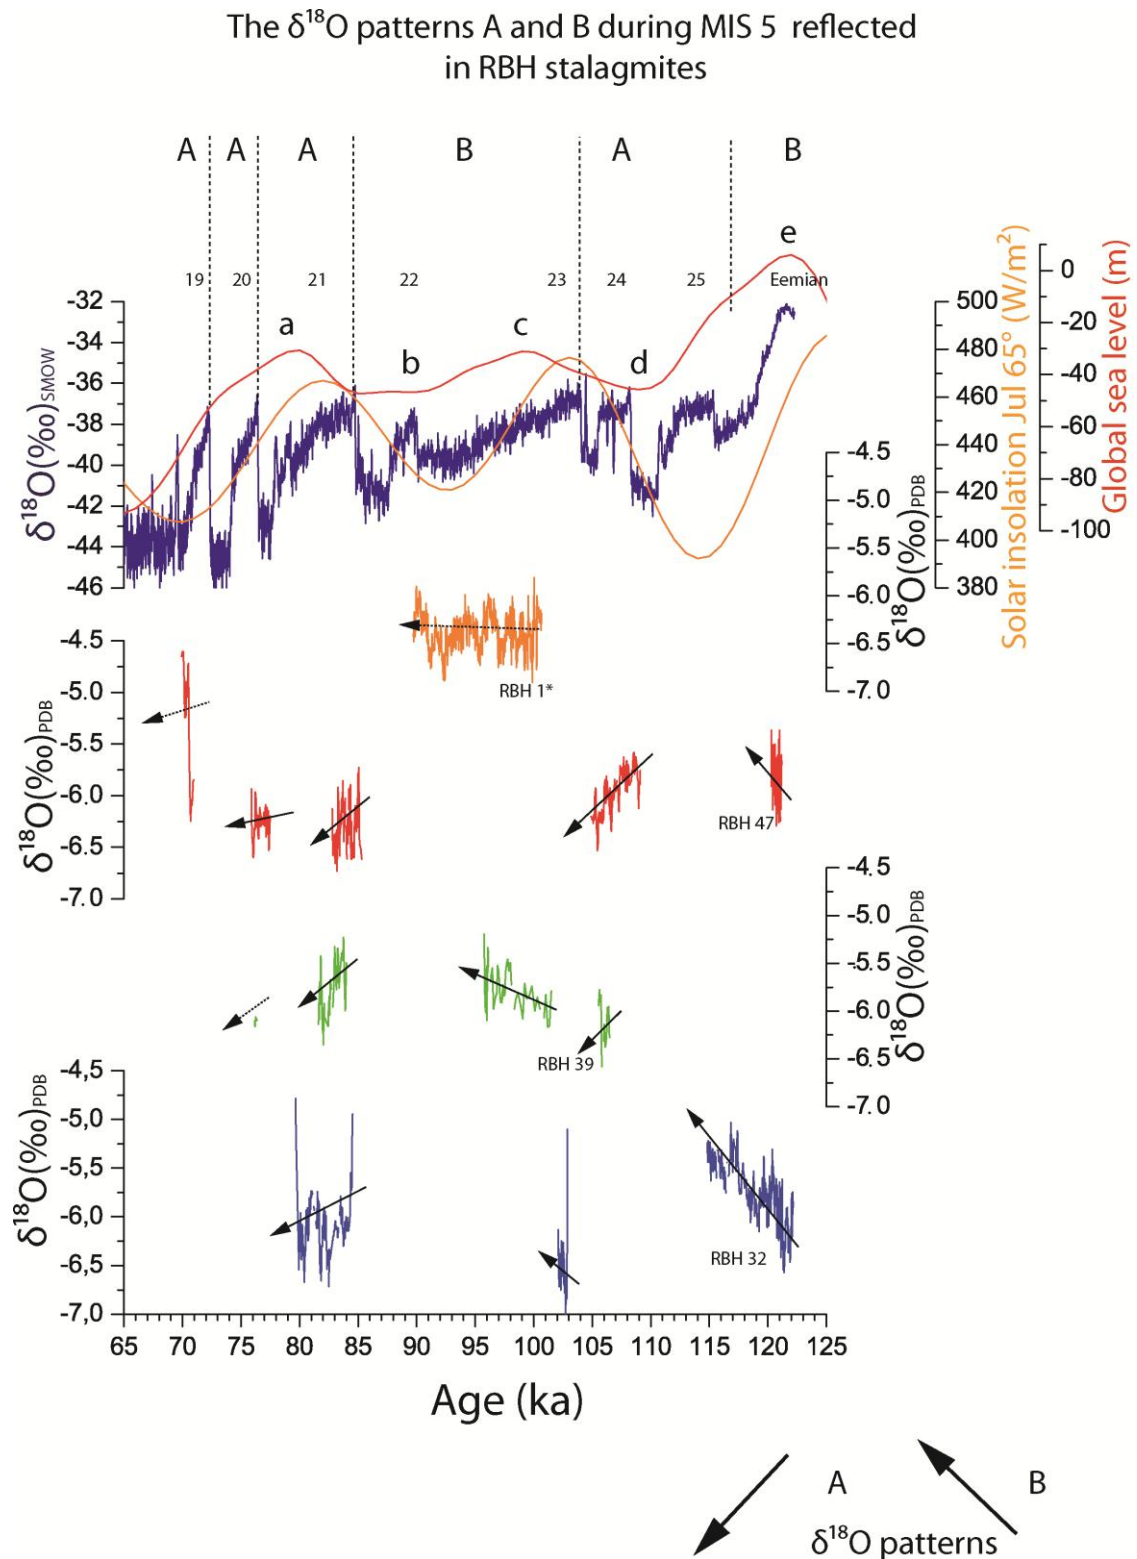 The δ¹⁸O patterns A and B during MIS 5 reflected
in RBH stalagmites
A A A B A B
e
19 20 21 22 23 24 25 Eemian
a b c d
-32
-34
-36
-38
-40
-42
-44
-46
δ¹⁸O(‰)SMOW
500
480
460
440
420
400
380
Solar insolation Jul 65° (W/m²)
0
-20
-40
-60
-80
-100
Global sea level (m)
-4.5
-5.0
-5.5
-6.0
-6.5
-7.0
δ¹⁸O(‰)PDB
RBH 1*
-4.5
-5.0
-5.5
-6.0
-6.5
-7.0
δ¹⁸O(‰)PDB
RBH 47
-4.5
-5.0
-5.5
-6.0
-6.5
-7.0
δ¹⁸O(‰)PDB
RBH 39
-4,5
-5,0
-5,5
-6,0
-6,5
-7,0
δ¹⁸O(‰)PDB
RBH 32
65 70 75 80 85 90 95 100 105 110 115 120 125
Age (ka)
A B
δ¹⁸O patterns